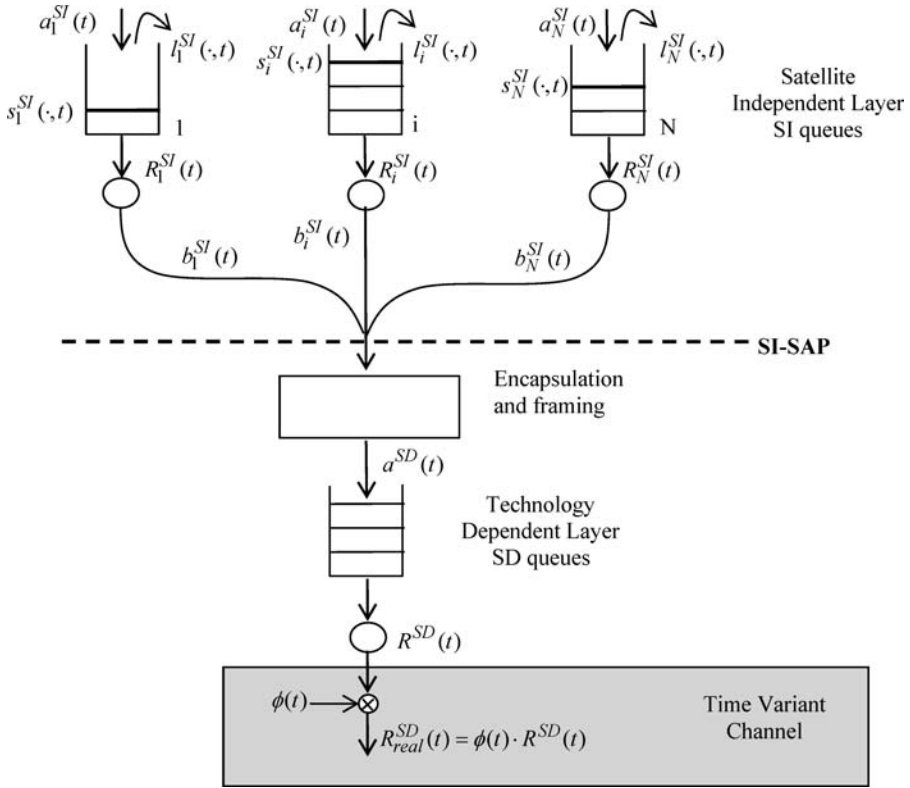 a_1^{SI}(t)
l_1^{SI}(·,t)
s_1^{SI}(·,t)
1
R_1^{SI}(t)
b_1^{SI}(t)
a_i^{SI}(t)
l_i^{SI}(·,t)
s_i^{SI}(·,t)
i
R_i^{SI}(t)
b_i^{SI}(t)
a_N^{SI}(t)
l_N^{SI}(·,t)
s_N^{SI}(·,t)
N
R_N^{SI}(t)
b_N^{SI}(t)
Satellite
Independent Layer
SI queues
SI-SAP
Encapsulation
and framing
a^{SD}(t)
Technology
Dependent Layer
SD queues
R^{SD}(t)
ϕ(t)
R_{real}^{SD}(t) = ϕ(t) · R^{SD}(t)
Time Variant
Channel